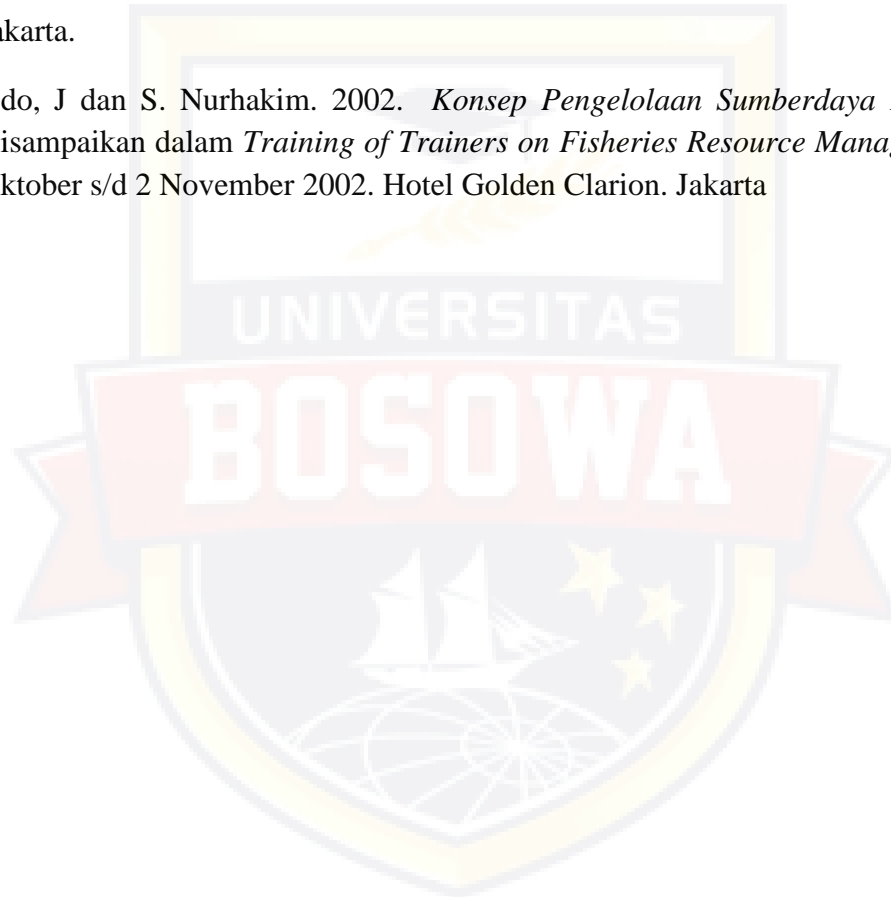 akarta.
do, J dan S. Nurhakim. 2002. Konsep Pengelolaan Sumberdaya
isampaikan dalam Training of Trainers on Fisheries Resource Mana
ktober s/d 2 November 2002. Hotel Golden Clarion. Jakarta
UNIVERSITAS
BOSOWA